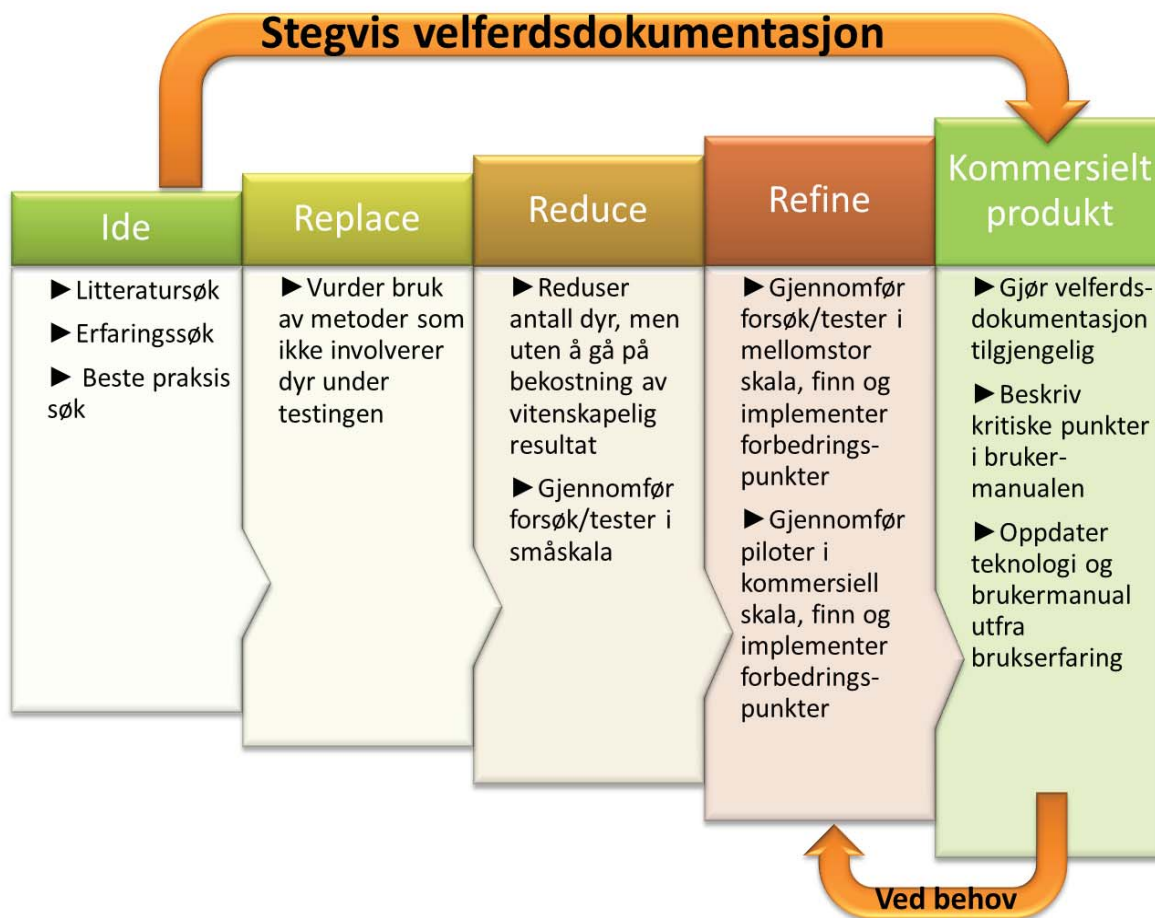 Stegvis velferdsdokumentasjon
Ide
►Litteratursøk
►Erfaringssøk
► Beste praksis
søk
Replace
►Vurder bruk
av metoder som
ikke involverer
dyr under
testingen
Reduce
►Reduser
antall dyr, men
uten å gå på
bekostning av
vitenskapelig
resultat
►Gjennomfør
forsøk/tester i
småskala
Refine
►Gjennomfør
forsøk/tester i
mellomstor
skala, finn og
implementer
forbedrings-
punkter
►Gjennomfør
piloter i
kommersiell
skala, finn og
implementer
forbedrings-
punkter
Kommersielt
produkt
►Gjør velferds-
dokumentasjon
tilgjengelig
►Beskriv
kritiske punkter
i bruker-
manualen
►Oppdater
teknologi og
brukermanual
utfra
brukserfaring
Ved behov